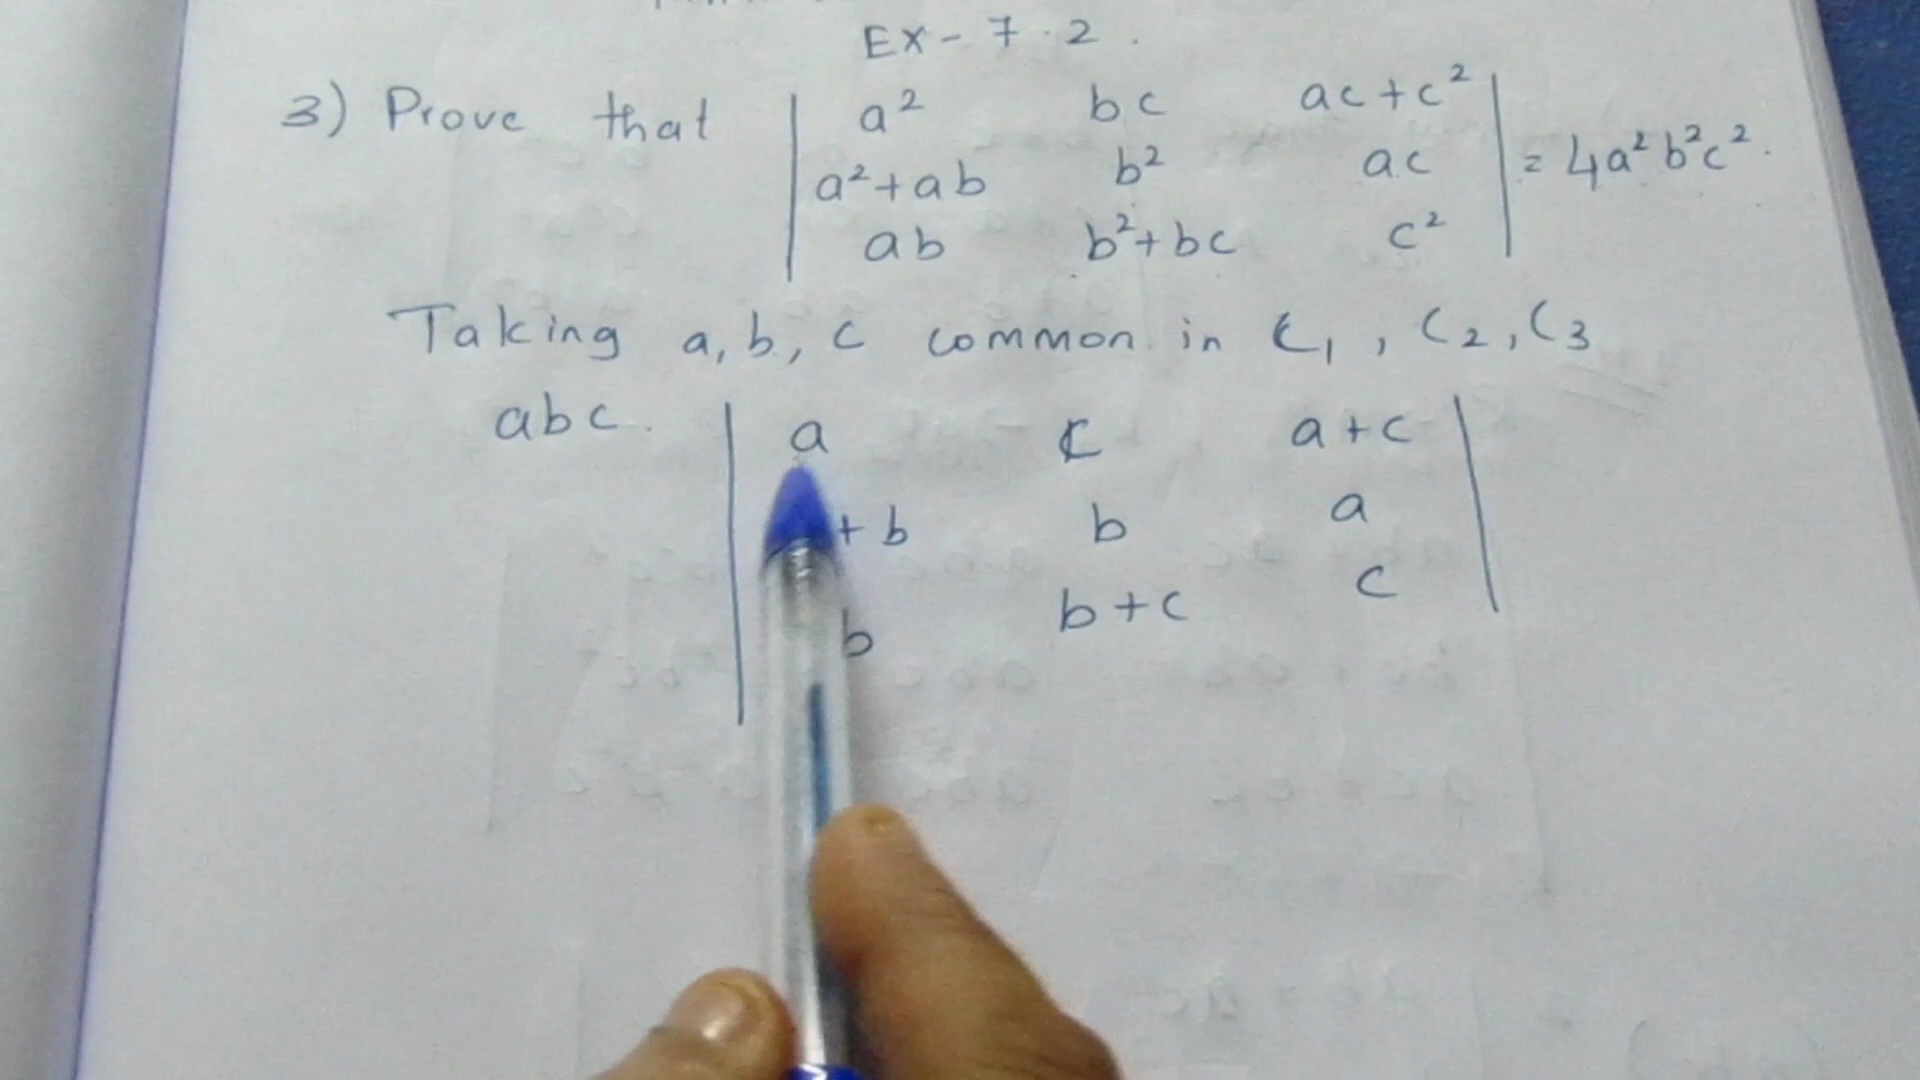 EX - 7.2.
3) Prove that | a² bc ac+c² |
| a²+ab b² ac | = 4a²b²c².
| ab b²+bc c² |
Taking a, b, c common in C₁, C₂, C₃
abc. | a c a+c |
| +b b a |
| b b+c c |